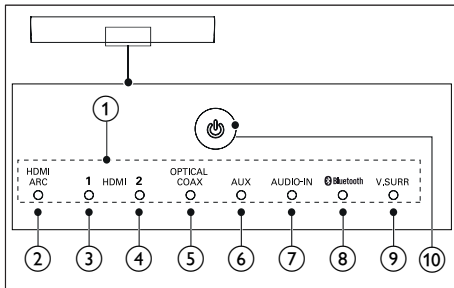 1
HDMI
ARC
1 HDMI 2
OPTICAL
COAX
AUX
AUDIO-IN
Bluetooth
V.SURR
2 3 4 5 6 7 8 9 10